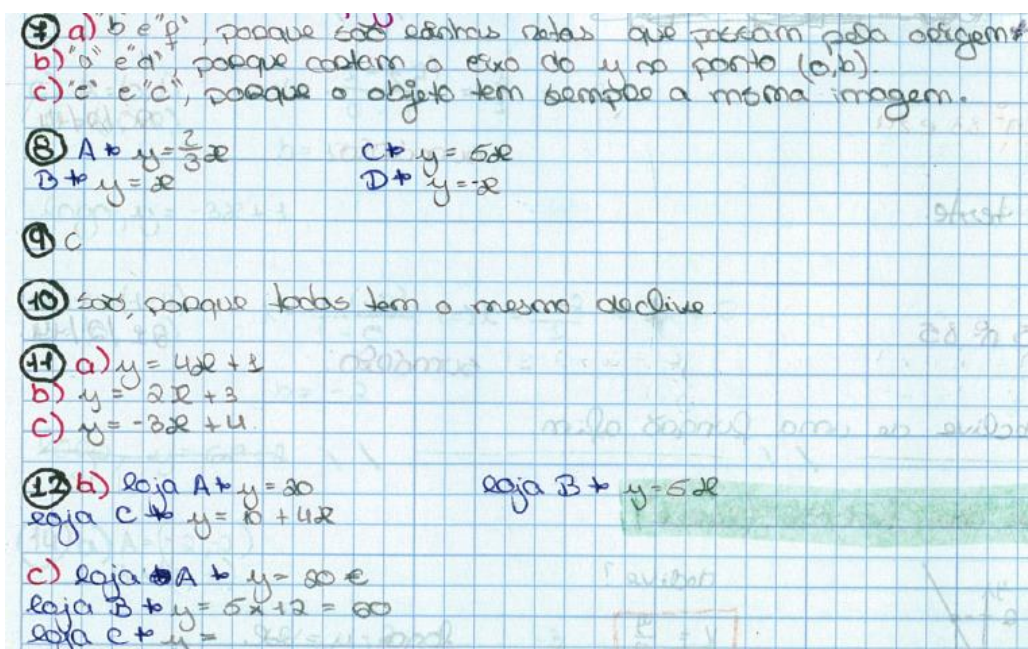 7 a) "b" e "f", porque são linhas retas que passam pela origem
b) "g" e "d", porque cortam o eixo do y no ponto (0,b).
c) "e" e "c", porque o objeto tem sempre a mesma imagem.
8 A → y = 2/3 x C → y = 5x
B → y = x D → y = -x
9 C
10 são, porque todas tem o mesmo declive.
11 a) y = 4x + 1
b) y = 2x + 3
c) y = -3x + 4
12 b) loja A → y = 20 loja B → y = 5x
loja C → y = 10 + 4x
c) loja A → y = 20 €
loja B → y = 5 × 12 = 60
loja C → y =